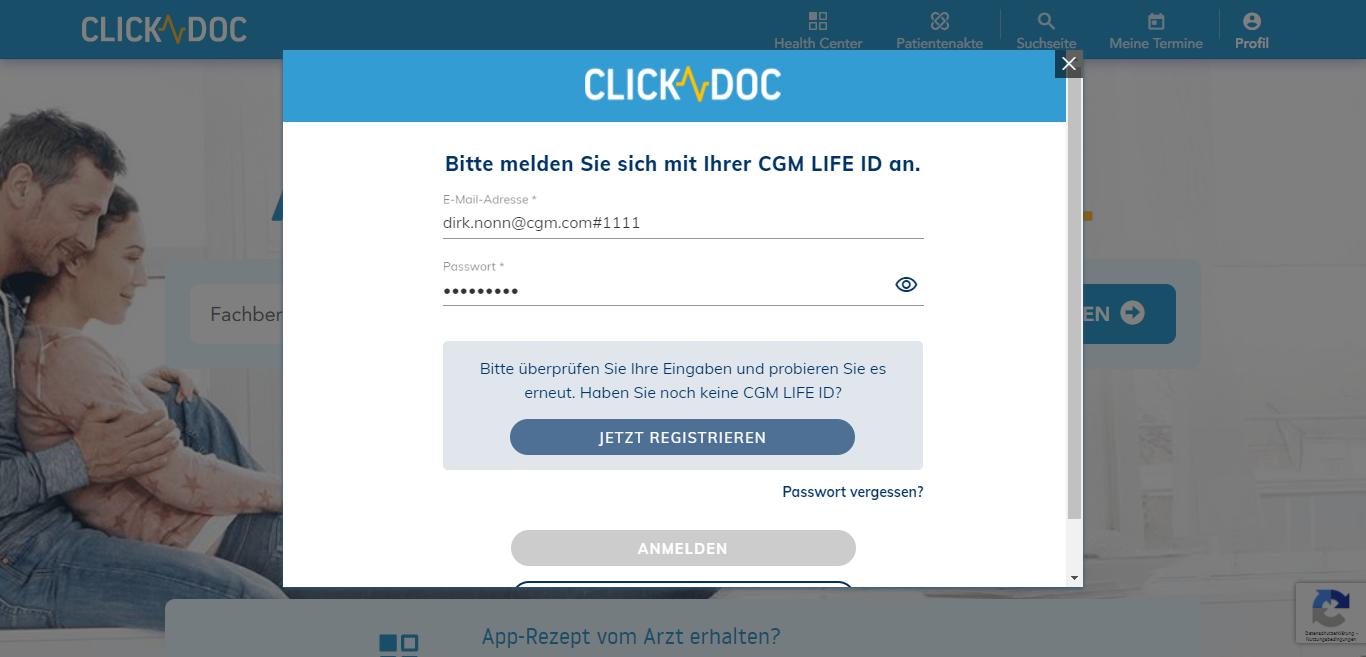 CLICKDOC
Health Center
Patientenakte
Suchseite
Meine Termine
Profil
CLICKDOC
Bitte melden Sie sich mit Ihrer CGM LIFE ID an.
E-Mail-Adresse *
dirk.nonn@cgm.com#1111
Passwort *
•••••••••
Fachber
EN
Bitte überprüfen Sie Ihre Eingaben und probieren Sie es
erneut. Haben Sie noch keine CGM LIFE ID?
JETZT REGISTRIEREN
Passwort vergessen?
ANMELDEN
Datenschutzerklärung -
Nutzungsbedingungen
App-Rezept vom Arzt erhalten?